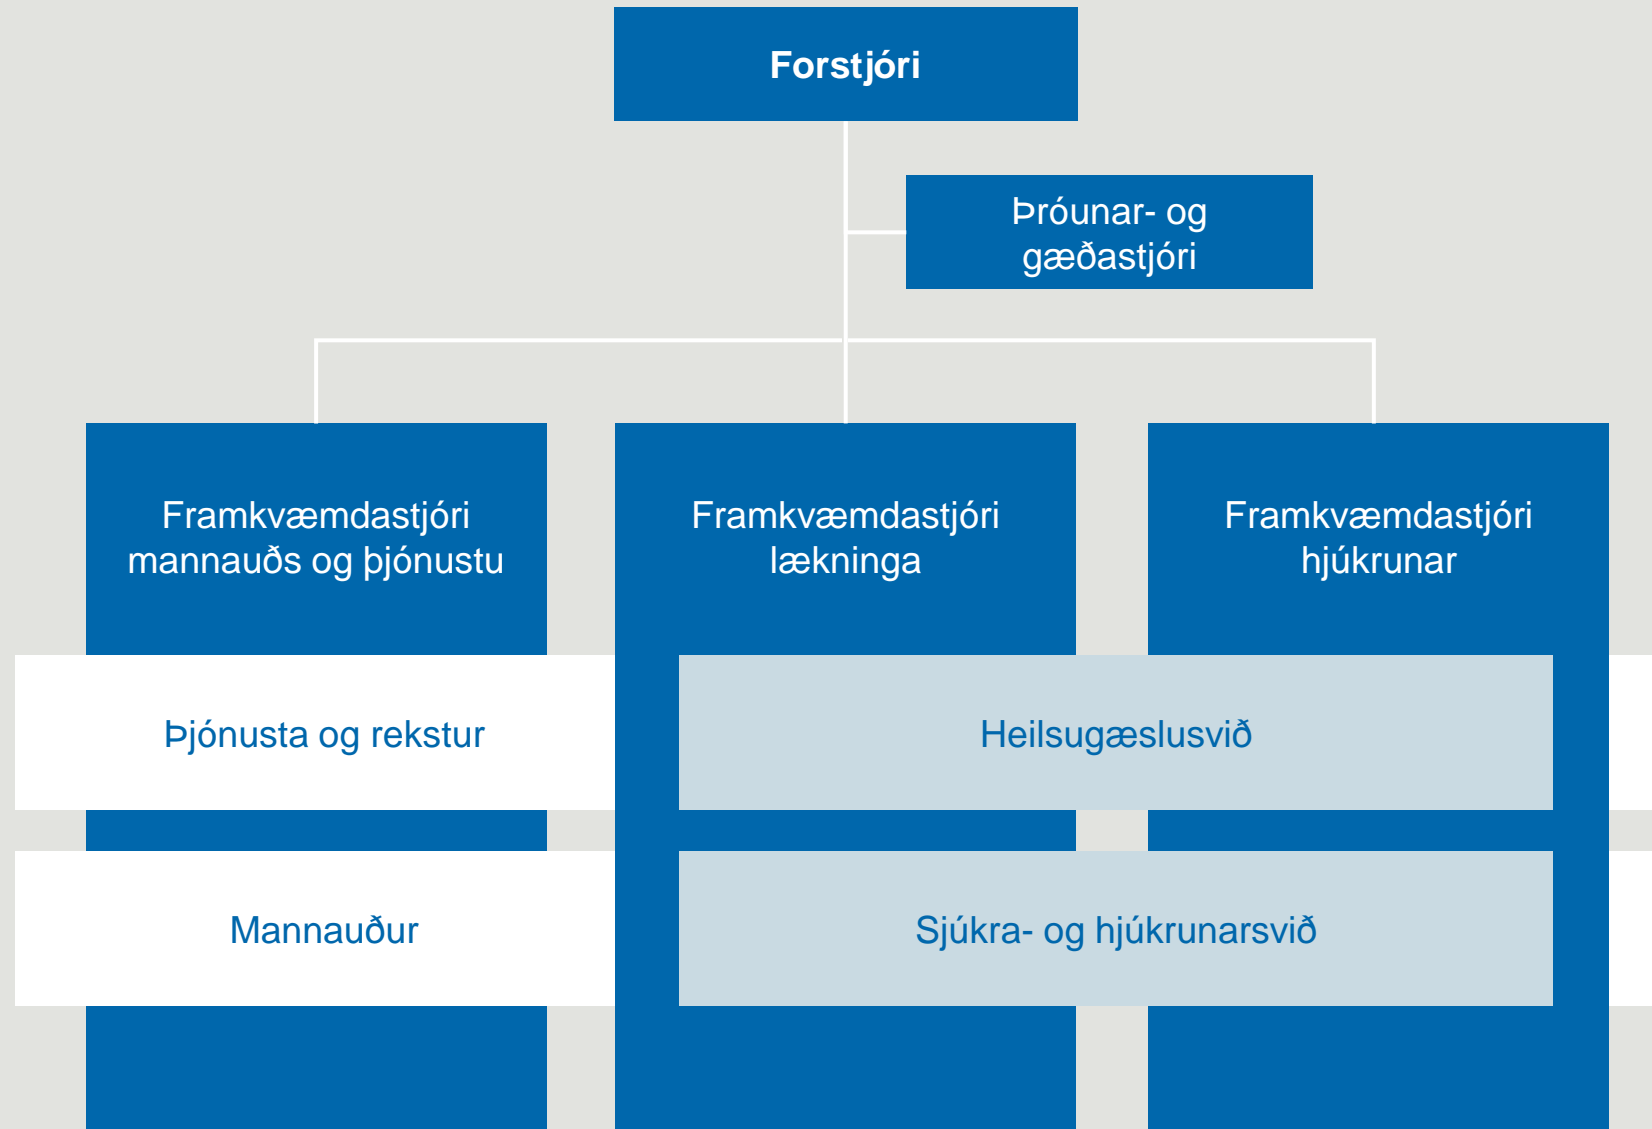 Forstjóri
Þróunar- og
gæðastjóri
Framkvæmdastjóri
mannauðs og þjónustu
Framkvæmdastjóri
lækninga
Framkvæmdastjóri
hjúkrunar
Þjónusta og rekstur
Heilsugæslusvið
Mannauður
Sjúkra- og hjúkrunarsvið